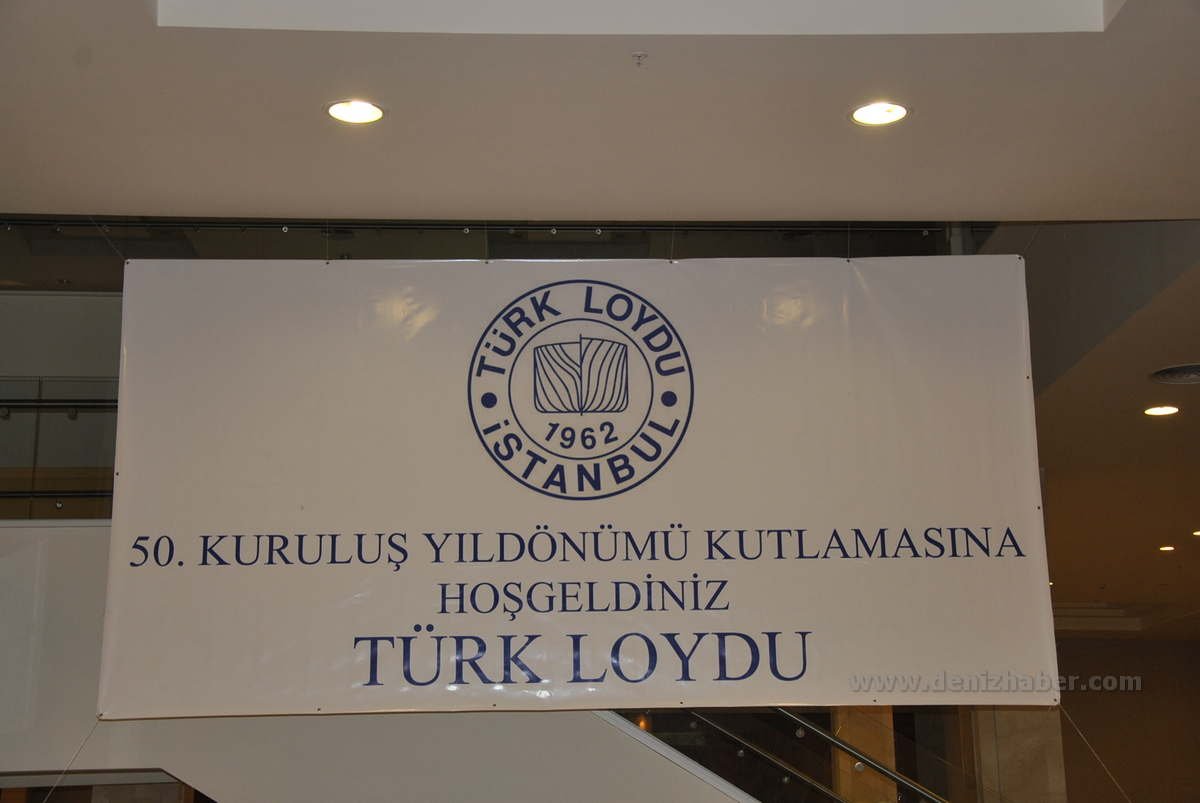 TÜRK LOYDU
1962
İSTANBUL
50. KURULUŞ YILDÖNÜMÜ KUTLAMASINA
HOŞGELDİNİZ
TÜRK LOYDU
www.denizhaber.com